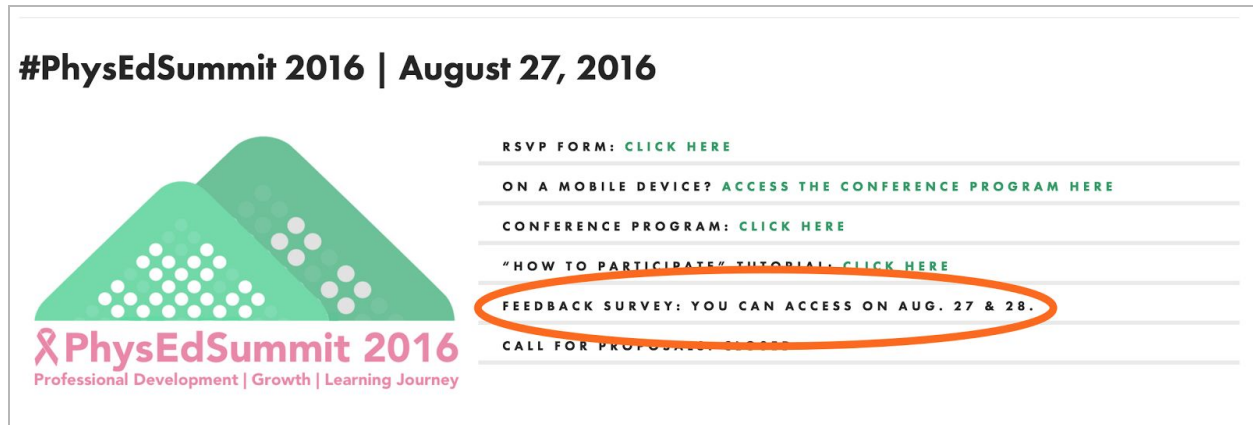 #PhysEdSummit 2016 | August 27, 2016
RSVP FORM: CLICK HERE
ON A MOBILE DEVICE? ACCESS THE CONFERENCE PROGRAM HERE
CONFERENCE PROGRAM: CLICK HERE
“HOW TO PARTICIPATE” TUTORIAL: CLICK HERE
FEEDBACK SURVEY: YOU CAN ACCESS ON AUG. 27 & 28.
CALL FOR PROPOSALS: CLOSED
PhysEdSummit 2016
Professional Development | Growth | Learning Journey